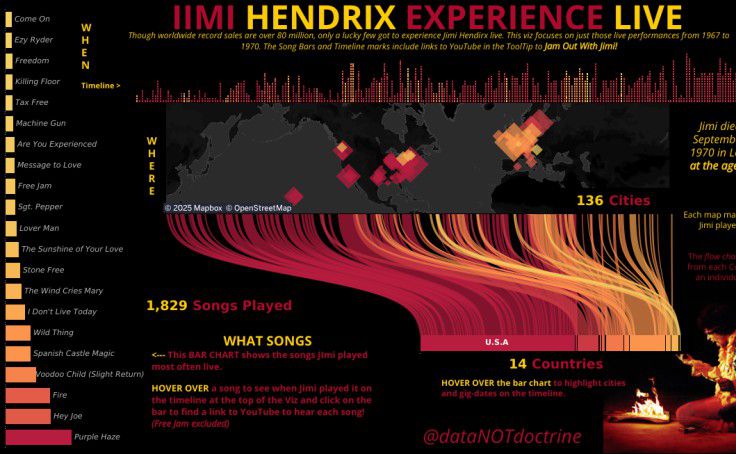 IIMI HENDRIX EXPERIENCE LIVE
Though worldwide record sales are over 80 million, only a lucky few got to experience Jimi Hendirx live. This viz focuses on just those live performances from 1967 to
1970. The Song Bars and Timeline marks include links to YouTube in the ToolTip to Jam Out With Jimi!
WHEN
Timeline >
Come On
Ezy Ryder
Freedom
Killing Floor
Tax Free
Machine Gun
Are You Experienced
Message to Love
Free Jam
Sgt. Pepper
Lover Man
The Sunshine of Your Love
Stone Free
The Wind Cries Mary
I Don't Live Today
Wild Thing
Spanish Castle Magic
Voodoo Child (Slight Return)
Fire
Hey Joe
Purple Haze
WHERE
© 2025 Mapbox © OpenStreetMap
136 Cities
Jimi die
Septemb
1970 in L
at the age
Each map ma
Jimi playe
The flow cha
from each C
an individ
1,829 Songs Played
U.S.A
14 Countries
WHAT SONGS
<--- This BAR CHART shows the songs JImi played
most often live.
HOVER OVER a song to see when Jimi played it on
the timeline at the top of the Viz and click on the
bar to find a link to YouTube to hear each song!
(Free Jam excluded)
HOVER OVER the bar chart to highlight cities
and gig-dates on the timeline.
@dataNOTdoctrine